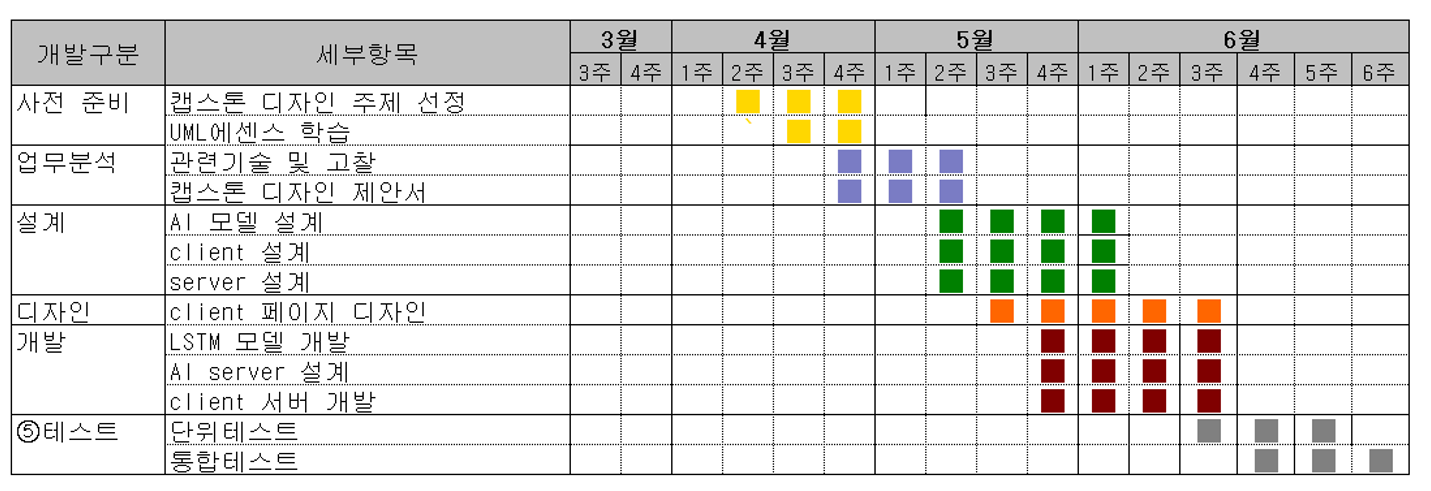 개발구분 세부항목 3월 4월 5월 6월
3주 4주 1주 2주 3주 4주 1주 2주 3주 4주 1주 2주 3주 4주 5주 6주
사전 준비 캡스톤 디자인 주제 선정
UML에센스 학습 `
업무분석 관련기술 및 고찰
캡스톤 디자인 제안서
설계 AI 모델 설계
client 설계
server 설계
디자인 client 페이지 디자인
개발 LSTM 모델 개발
AI server 설계
client 서버 개발
⑤테스트 단위테스트
통합테스트